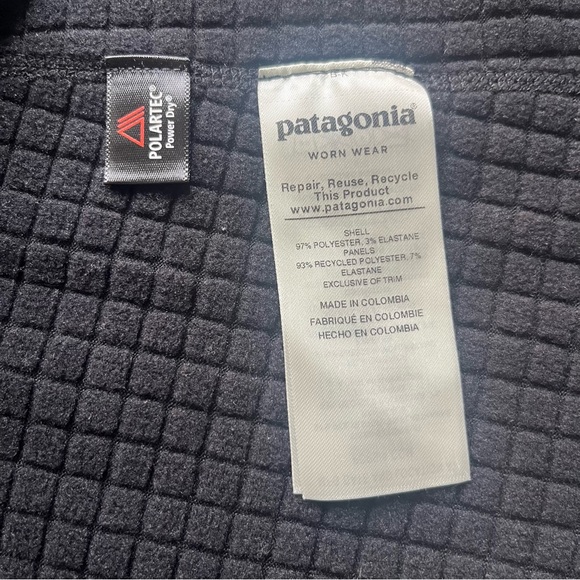 POLARTEC®
Power Dry®
patagonia®
WORN WEAR
Repair, Reuse, Recycle
This Product
www.patagonia.com
SHELL
97% POLYESTER, 3% ELASTANE
PANELS
93% RECYCLED POLYESTER, 7%
ELASTANE
EXCLUSIVE OF TRIM
MADE IN COLOMBIA
FABRIQUÉ EN COLOMBIE
HECHO EN COLOMBIA